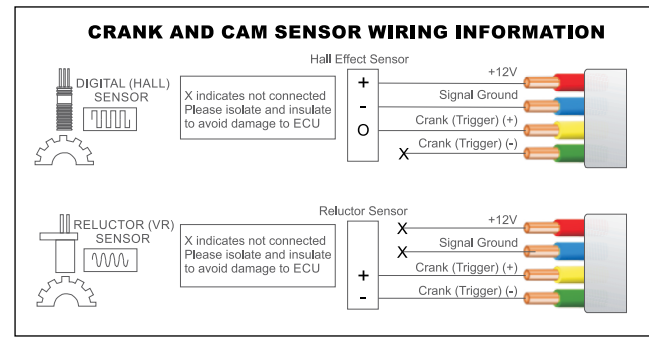 CRANK AND CAM SENSOR WIRING INFORMATION
DIGITAL (HALL)
SENSOR
X indicates not connected
Please isolate and insulate
to avoid damage to ECU
Hall Effect Sensor
+
-
O
+12V
Signal Ground
Crank (Trigger) (+)
X Crank (Trigger) (-)
RELUCTOR (VR)
SENSOR
X indicates not connected
Please isolate and insulate
to avoid damage to ECU
Reluctor Sensor
+
-
X +12V
X Signal Ground
Crank (Trigger) (+)
Crank (Trigger) (-)